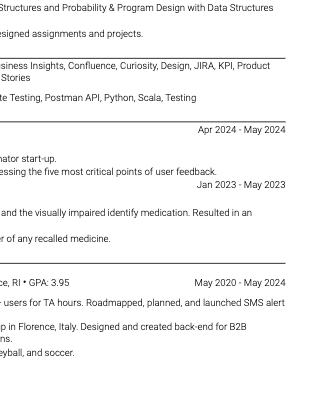 Structures and Probability & Program Design with Data Structures
esigned assignments and projects.
siness Insights, Confluence, Curiosity, Design, JIRA, KPI, Product
Stories
te Testing, Postman API, Python, Scala, Testing
Apr 2024 - May 2024
nator start-up.
essing the five most critical points of user feedback.
Jan 2023 - May 2023
and the visually impaired identify medication. Resulted in an
er of any recalled medicine.
ce, RI • GPA: 3.95 May 2020 - May 2024
users for TA hours. Roadmapped, planned, and launched SMS alert
up in Florence, Italy. Designed and created back-end for B2B
ns.
eyball, and soccer.